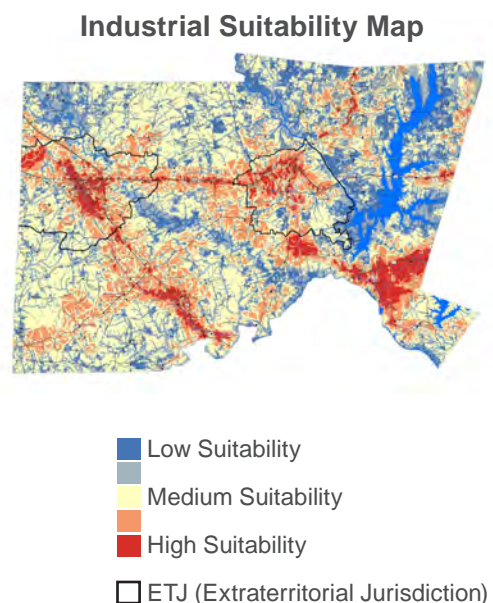 Industrial Suitability Map
Low Suitability
Medium Suitability
High Suitability
ETJ (Extraterritorial Jurisdiction)